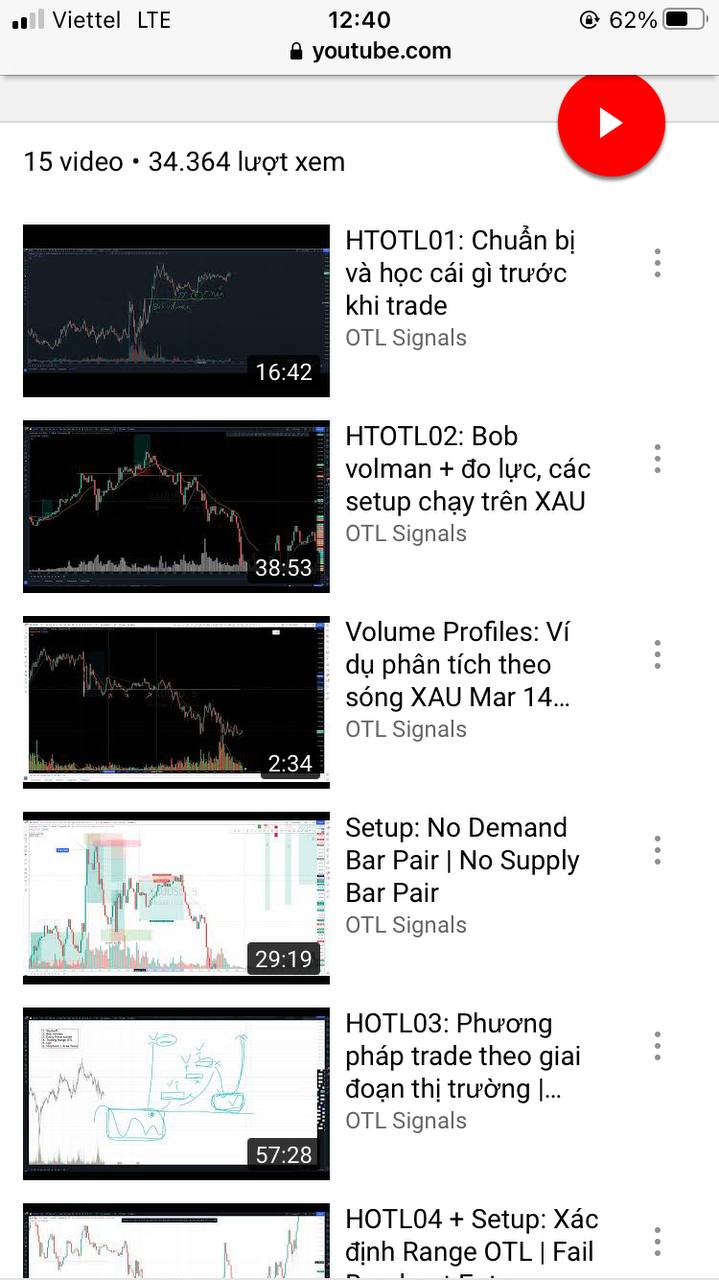 Viettel LTE 12:40 62%
youtube.com
15 video • 34.364 lượt xem
HTOTL01: Chuẩn bị
và học cái gì trước
khi trade
OTL Signals
16:42
HTOTL02: Bob
volman + đo lực, các
setup chạy trên XAU
OTL Signals
38:53
Volume Profiles: Ví
dụ phân tích theo
sóng XAU Mar 14...
OTL Signals
2:34
Setup: No Demand
Bar Pair | No Supply
Bar Pair
OTL Signals
29:19
HOTL03: Phương
pháp trade theo giai
đoạn thị trường |...
OTL Signals
57:28
HOTL04 + Setup: Xác
định Range OTL | Fail